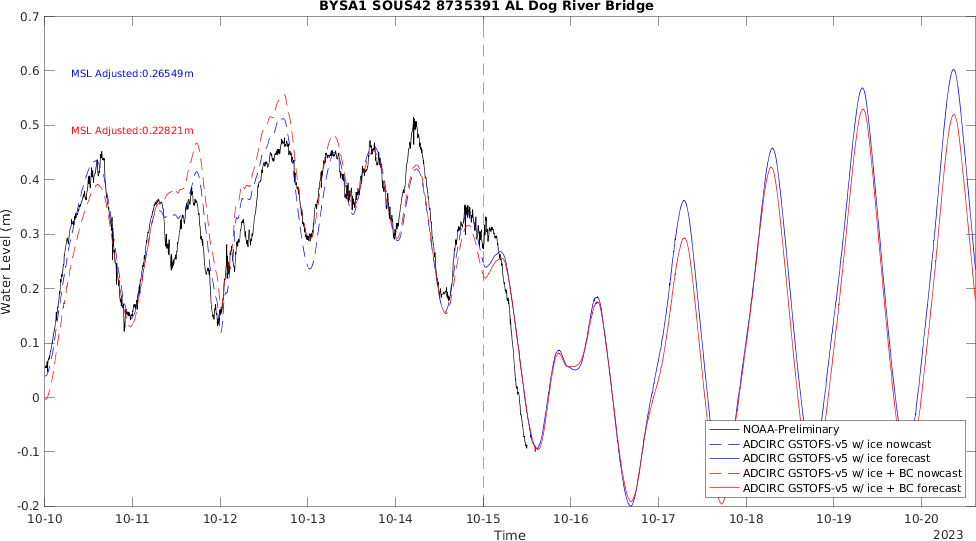 BYSA1 SOUS42 8735391 AL Dog River Bridge
0.7
0.6
0.5
0.4
0.3
0.2
0.1
0
-0.1
-0.2
Water Level (m)
MSL Adjusted:0.26549m
MSL Adjusted:0.22821m
NOAA-Preliminary
ADCIRC GSTOFS-v5 w/ ice nowcast
ADCIRC GSTOFS-v5 w/ ice forecast
ADCIRC GSTOFS-v5 w/ ice + BC nowcast
ADCIRC GSTOFS-v5 w/ ice + BC forecast
10-10 10-11 10-12 10-13 10-14 10-15 10-16 10-17 10-18 10-19 10-20
Time
2023